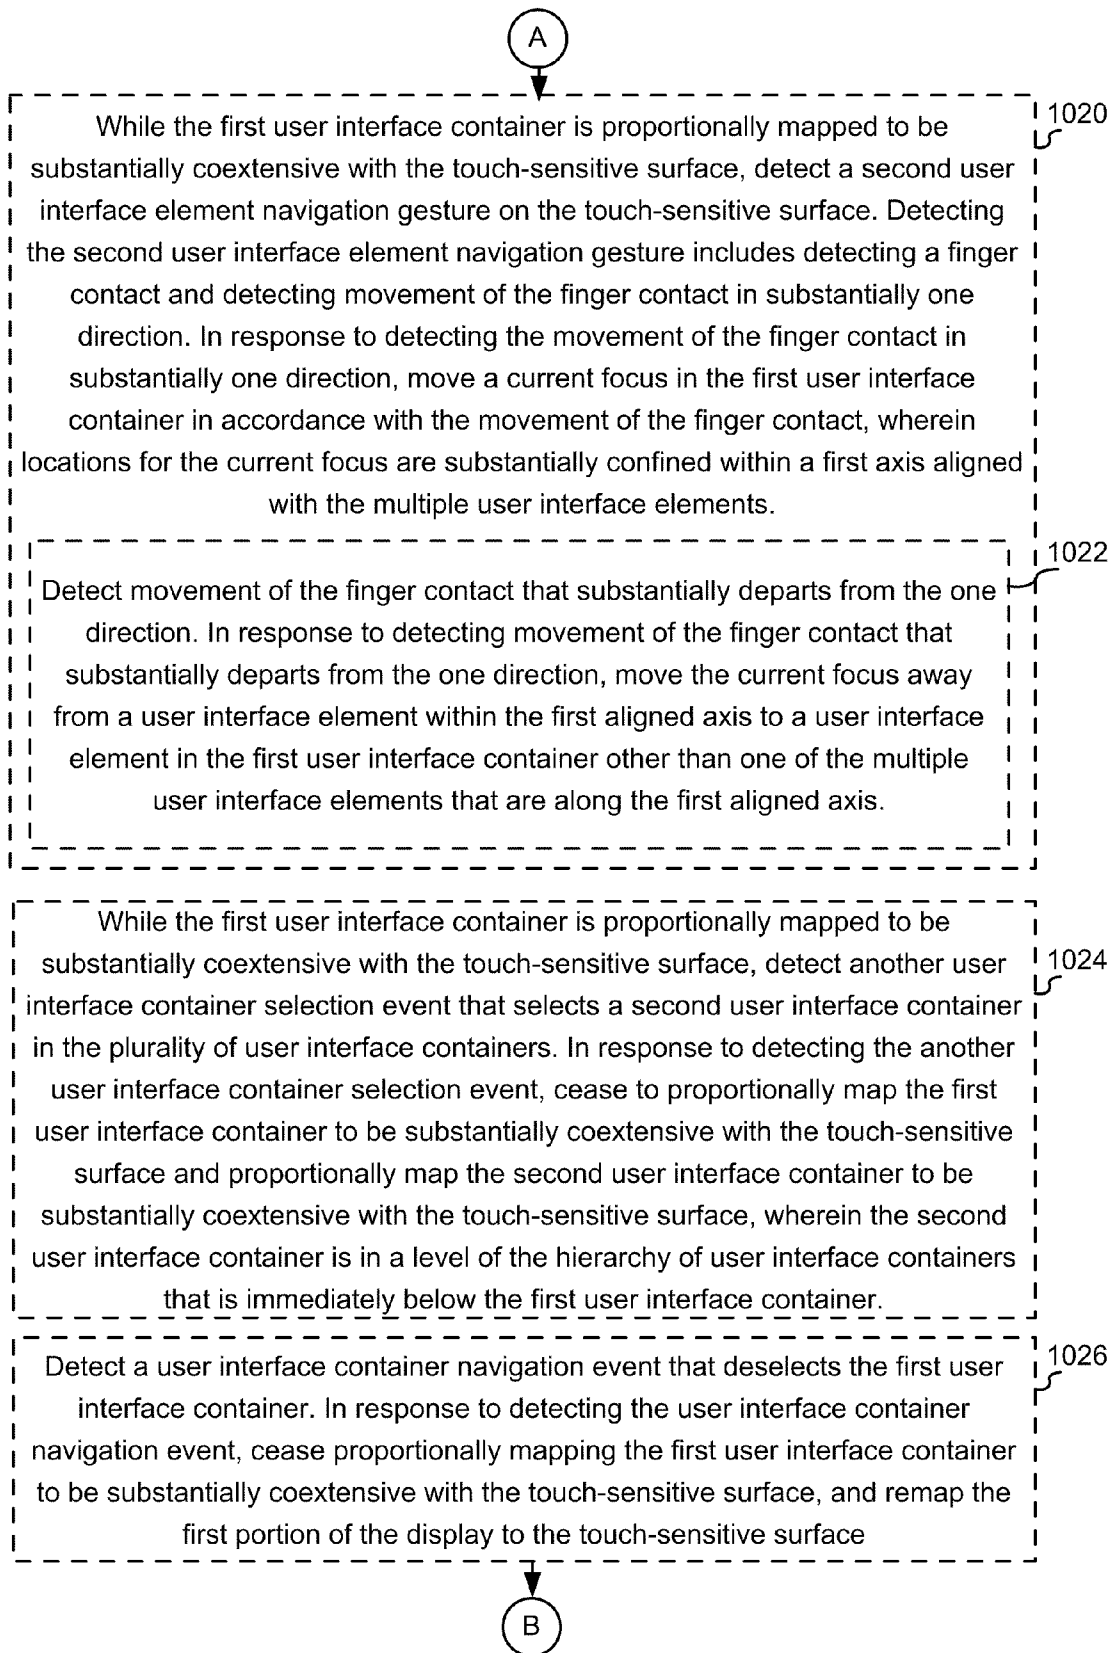 A
1020
While the first user interface container is proportionally mapped to be
substantially coextensive with the touch-sensitive surface, detect a second user
interface element navigation gesture on the touch-sensitive surface. Detecting
the second user interface element navigation gesture includes detecting a finger
contact and detecting movement of the finger contact in substantially one
direction. In response to detecting the movement of the finger contact in
substantially one direction, move a current focus in the first user interface
container in accordance with the movement of the finger contact, wherein
locations for the current focus are substantially confined within a first axis aligned
with the multiple user interface elements.
1022
Detect movement of the finger contact that substantially departs from the one
direction. In response to detecting movement of the finger contact that
substantially departs from the one direction, move the current focus away
from a user interface element within the first aligned axis to a user interface
element in the first user interface container other than one of the multiple
user interface elements that are along the first aligned axis.
While the first user interface container is proportionally mapped to be
1024
substantially coextensive with the touch-sensitive surface, detect another user
interface container selection event that selects a second user interface container
in the plurality of user interface containers. In response to detecting the another
user interface container selection event, cease to proportionally map the first
user interface container to be substantially coextensive with the touch-sensitive
surface and proportionally map the second user interface container to be
substantially coextensive with the touch-sensitive surface, wherein the second
user interface container is in a level of the hierarchy of user interface containers
that is immediately below the first user interface container.
1026
Detect a user interface container navigation event that deselects the first user
interface container. In response to detecting the user interface container
navigation event, cease proportionally mapping the first user interface container
to be substantially coextensive with the touch-sensitive surface, and remap the
first portion of the display to the touch-sensitive surface
B